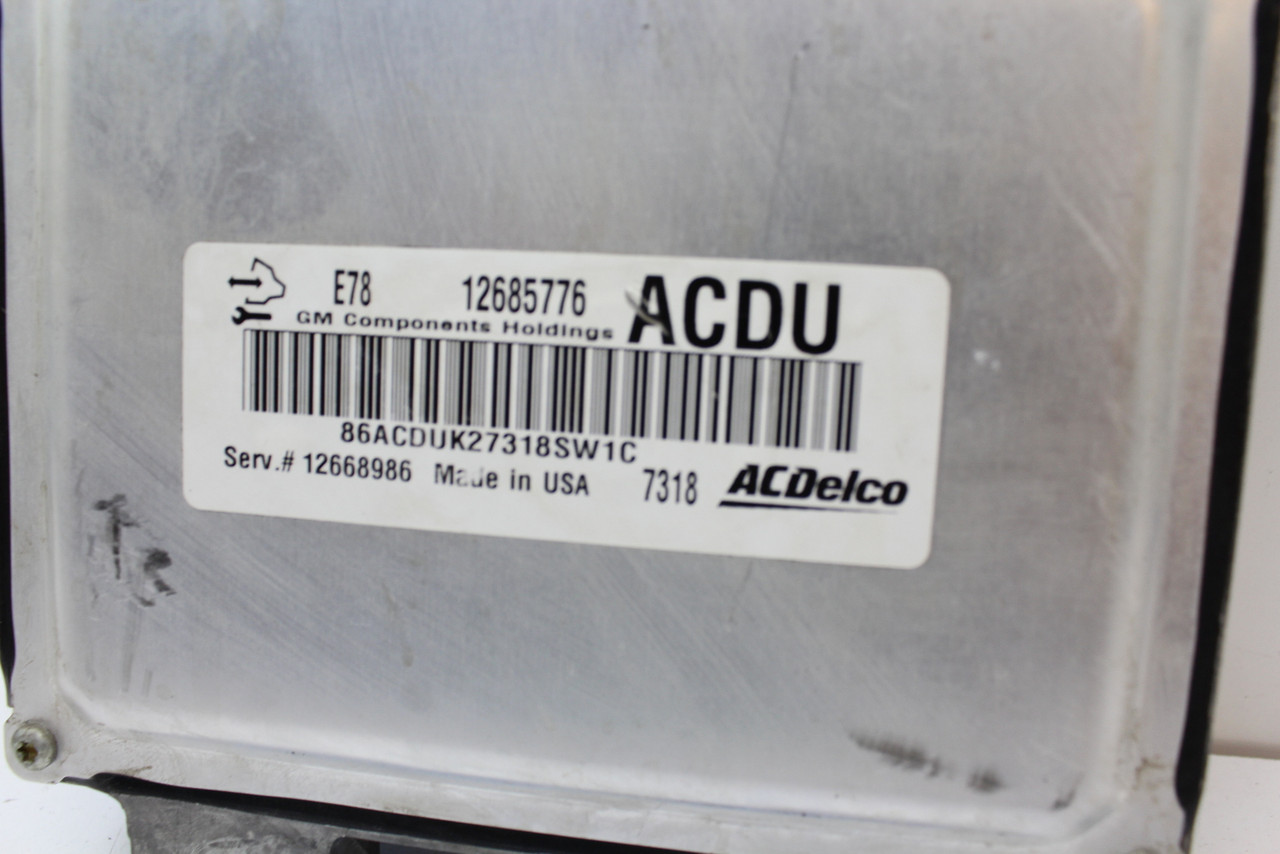 E78 12685776 ACDU
GM Components Holdings
86ACDUK27318SW1C
Serv.# 12668986 Made in USA 7318 ACDelco